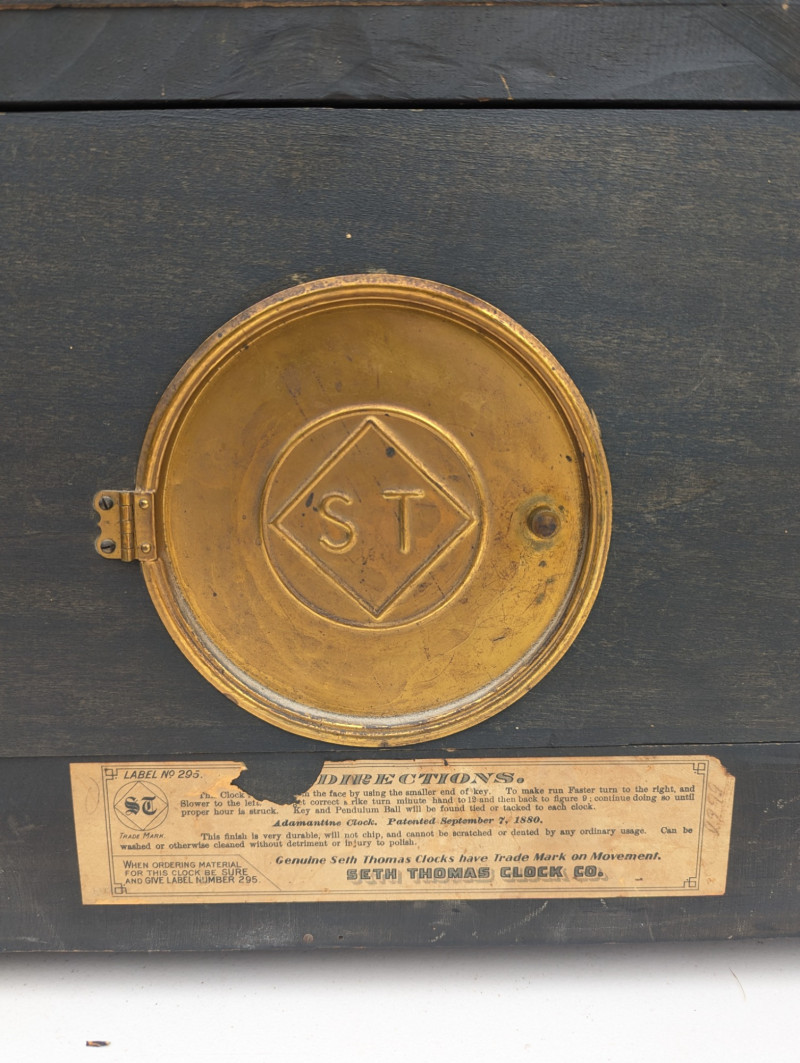 S T
LABEL No 295.
DIRECTIONS.
ST
TRADE MARK.
The Clock the face by using the smaller end of key. To make run Faster turn to the right, and
Slower to the left. correct strike turn minute hand to 12 and then back to figure 9; continue doing so until
proper hour is struck. Key and Pendulum Ball will be found tied or tacked to each clock.
Adamantine Clock. Patented September 7, 1880.
This finish is very durable, will not chip, and cannot be scratched or dented by any ordinary usage. Can be
washed or otherwise cleaned without detriment or injury to polish.
WHEN ORDERING MATERIAL
FOR THIS CLOCK BE SURE
AND GIVE LABEL NUMBER 295.
Genuine Seth Thomas Clocks have Trade Mark on Movement.
SETH THOMAS CLOCK CO.